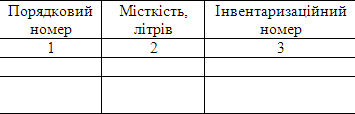 Порядковий Місткість, Інвентаризаційний
номер літрів номер
1 2 3